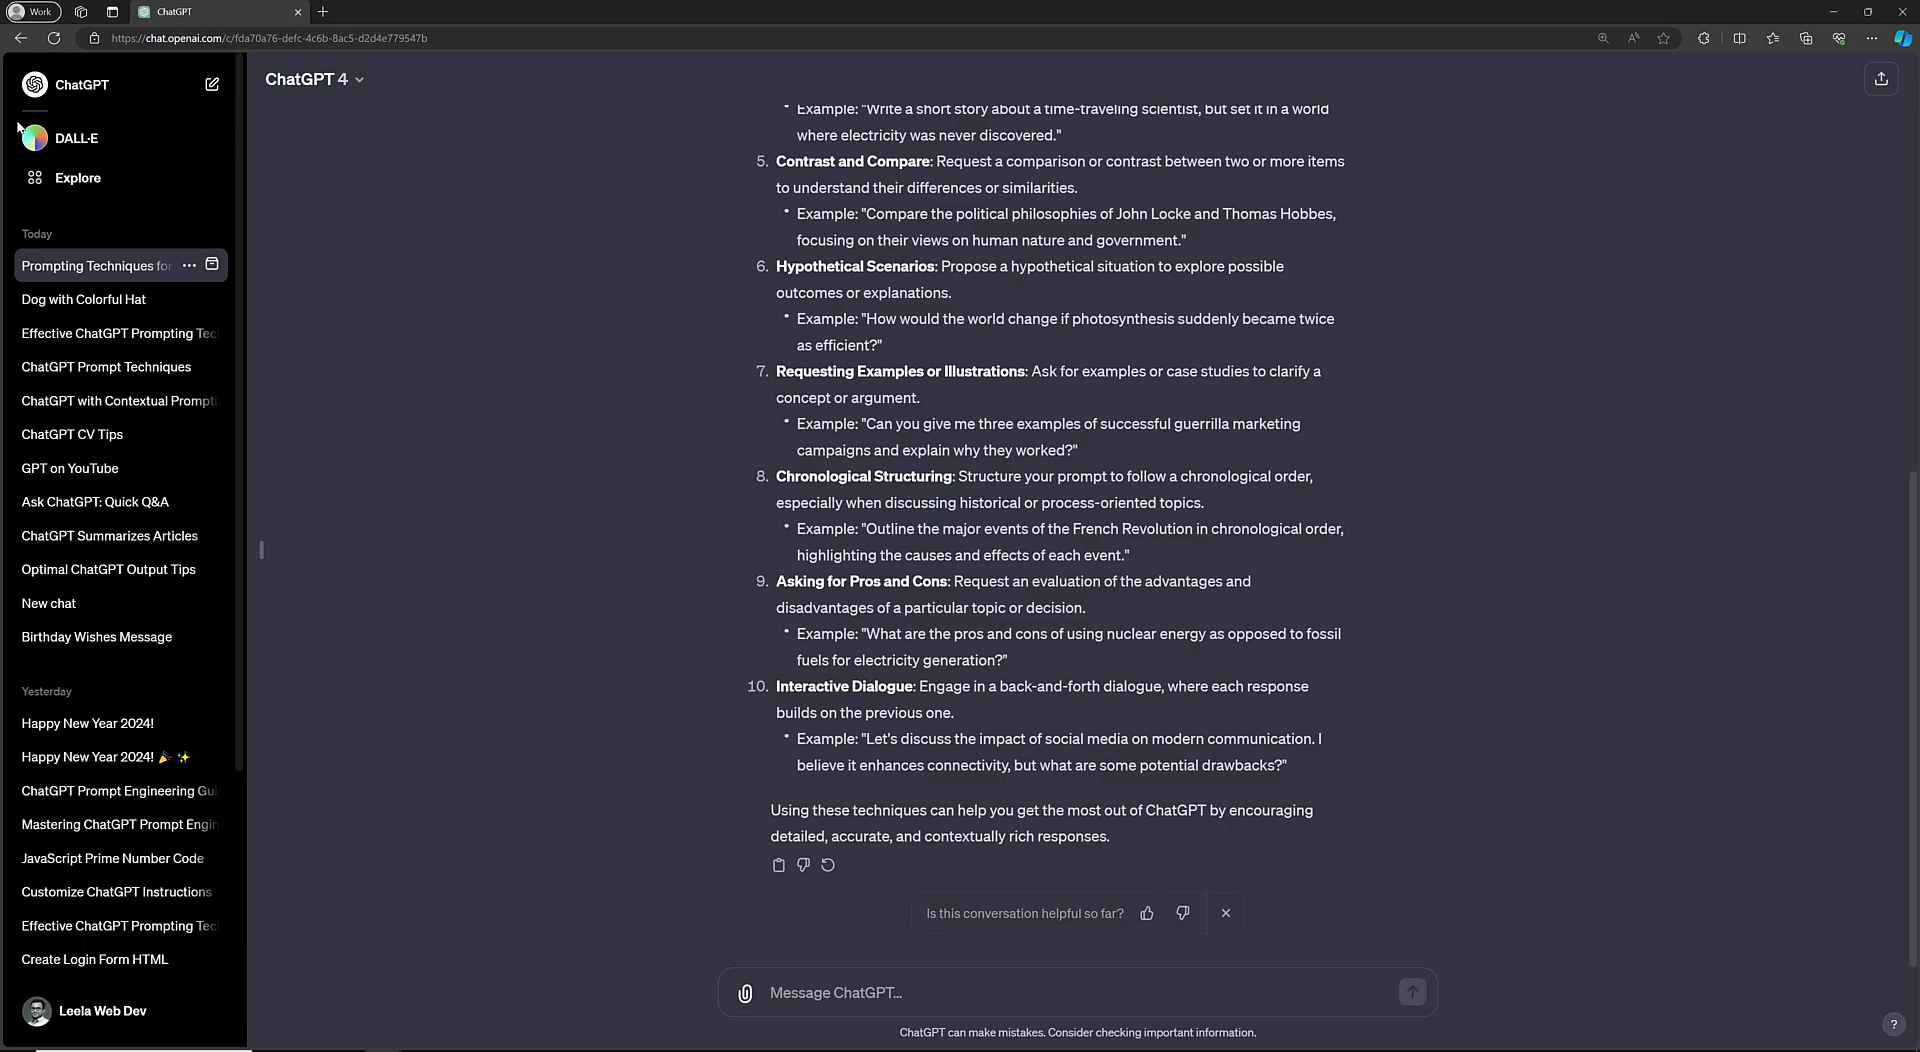 Work
ChatGPT
https://chat.openai.com/c/fda70a76-defc-4c6b-8ac5-d2d4e779547b
ChatGPT
DALL·E
Explore
Today
Prompting Techniques for
Dog with Colorful Hat
Effective ChatGPT Prompting Tec
ChatGPT Prompt Techniques
ChatGPT with Contextual Prompti
ChatGPT CV Tips
GPT on YouTube
Ask ChatGPT: Quick Q&A
ChatGPT Summarizes Articles
Optimal ChatGPT Output Tips
New chat
Birthday Wishes Message
Yesterday
Happy New Year 2024!
Happy New Year 2024! 🎉 ✨
ChatGPT Prompt Engineering Gui
Mastering ChatGPT Prompt Engin
JavaScript Prime Number Code
Customize ChatGPT Instructions
Effective ChatGPT Prompting Tec
Create Login Form HTML
Leela Web Dev
ChatGPT 4
• Example: "Write a short story about a time-traveling scientist, but set it in a world
where electricity was never discovered."
5. Contrast and Compare: Request a comparison or contrast between two or more items
to understand their differences or similarities.
• Example: "Compare the political philosophies of John Locke and Thomas Hobbes,
focusing on their views on human nature and government."
6. Hypothetical Scenarios: Propose a hypothetical situation to explore possible
outcomes or explanations.
• Example: "How would the world change if photosynthesis suddenly became twice
as efficient?"
7. Requesting Examples or Illustrations: Ask for examples or case studies to clarify a
concept or argument.
• Example: "Can you give me three examples of successful guerrilla marketing
campaigns and explain why they worked?"
8. Chronological Structuring: Structure your prompt to follow a chronological order,
especially when discussing historical or process-oriented topics.
• Example: "Outline the major events of the French Revolution in chronological order,
highlighting the causes and effects of each event."
9. Asking for Pros and Cons: Request an evaluation of the advantages and
disadvantages of a particular topic or decision.
• Example: "What are the pros and cons of using nuclear energy as opposed to fossil
fuels for electricity generation?"
10. Interactive Dialogue: Engage in a back-and-forth dialogue, where each response
builds on the previous one.
• Example: "Let's discuss the impact of social media on modern communication. I
believe it enhances connectivity, but what are some potential drawbacks?"
Using these techniques can help you get the most out of ChatGPT by encouraging
detailed, accurate, and contextually rich responses.
Is this conversation helpful so far?
Message ChatGPT...
ChatGPT can make mistakes. Consider checking important information.
?